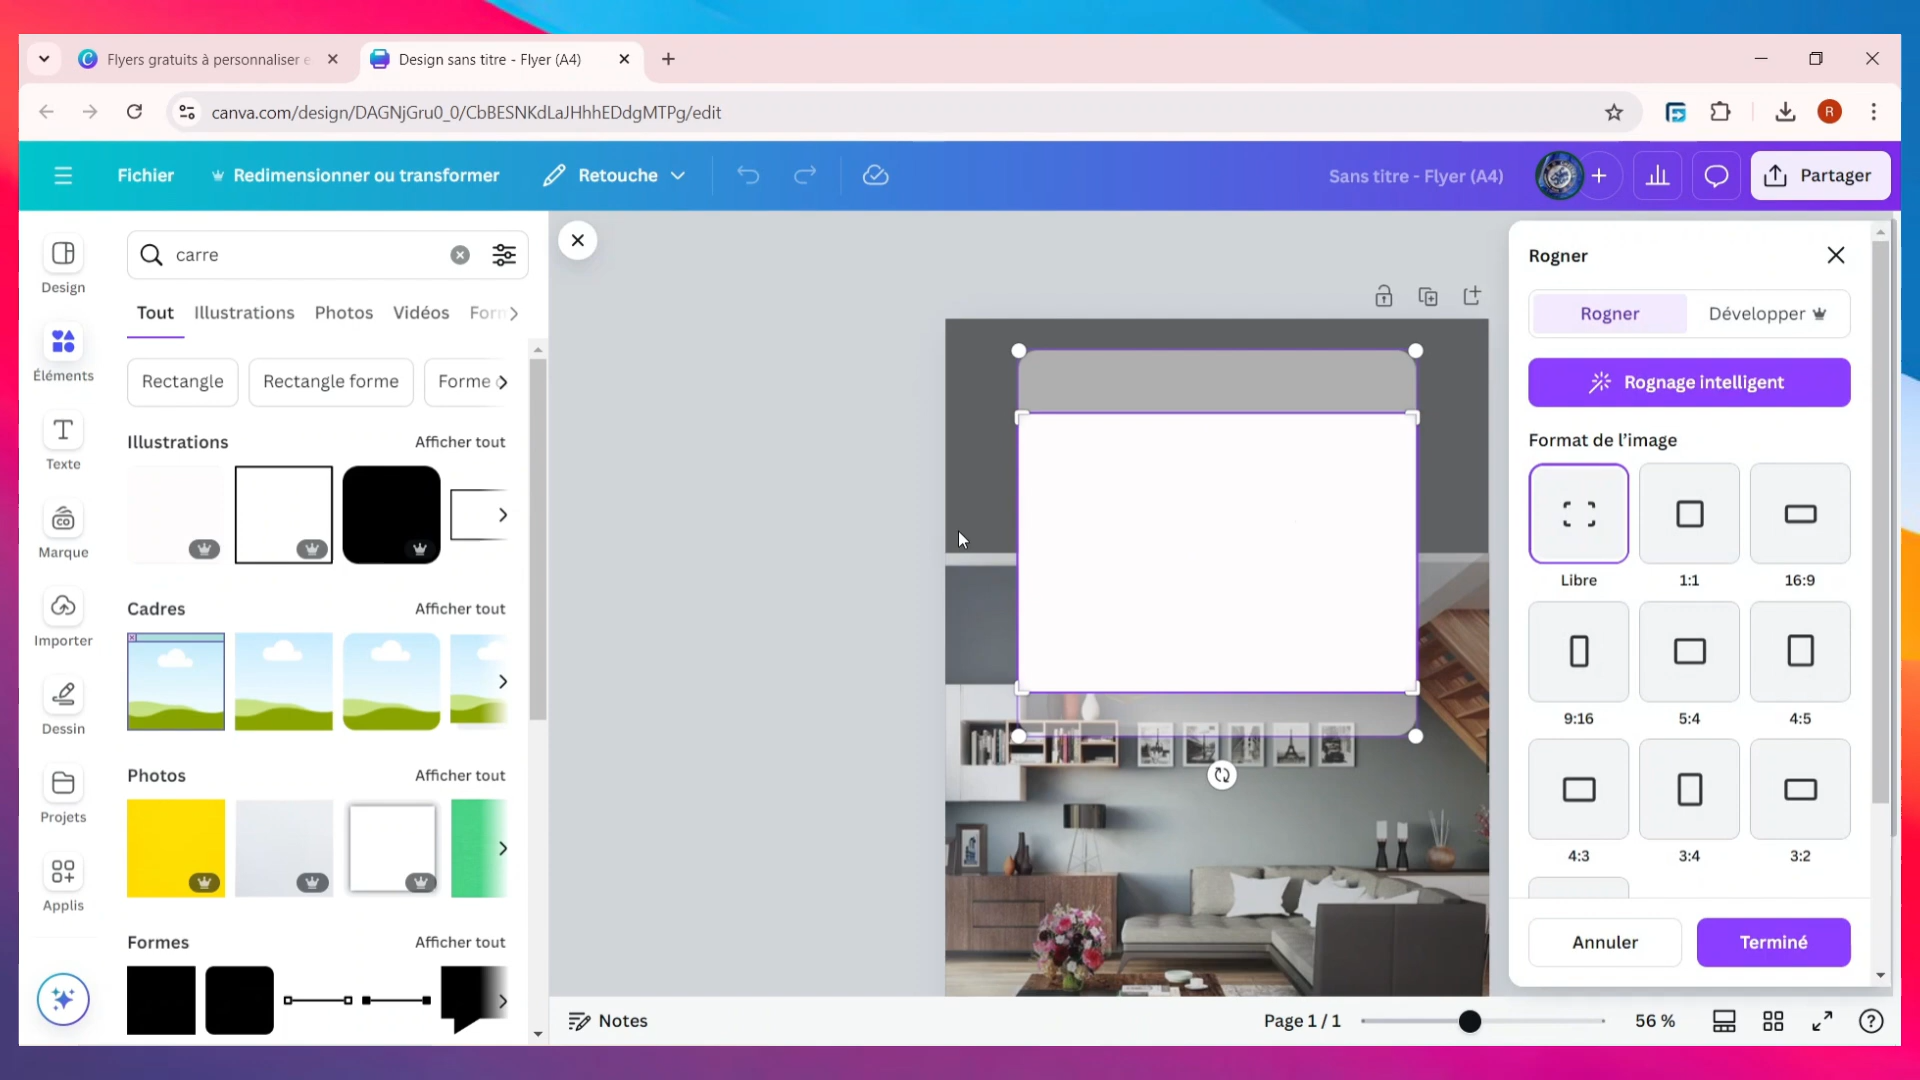 Flyers gratuits à personnaliser e
Design sans titre - Flyer (A4)
canva.com/design/DAGNjGru0_0/CbBESNKdLaJHhhEDdgMTPg/edit
R
Fichier
Redimensionner ou transformer
Retouche
Sans titre - Flyer (A4)
Partager
Design
Éléments
Texte
Marque
Importer
Dessin
Projets
Applis
carre
Tout
Illustrations
Photos
Vidéos
Form
Rectangle
Rectangle forme
Forme c
Illustrations
Afficher tout
Cadres
Afficher tout
Photos
Afficher tout
Formes
Afficher tout
Rogner
Rogner
Développer
Rognage intelligent
Format de l'image
Libre
1:1
16:9
9:16
5:4
4:5
4:3
3:4
3:2
Annuler
Terminé
Notes
Page 1 / 1
56 %